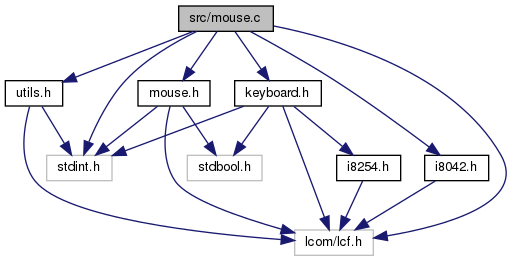 src/mouse.c
utils.h
mouse.h
keyboard.h
stdint.h
stdbool.h
i8254.h
i8042.h
lcom/lcf.h